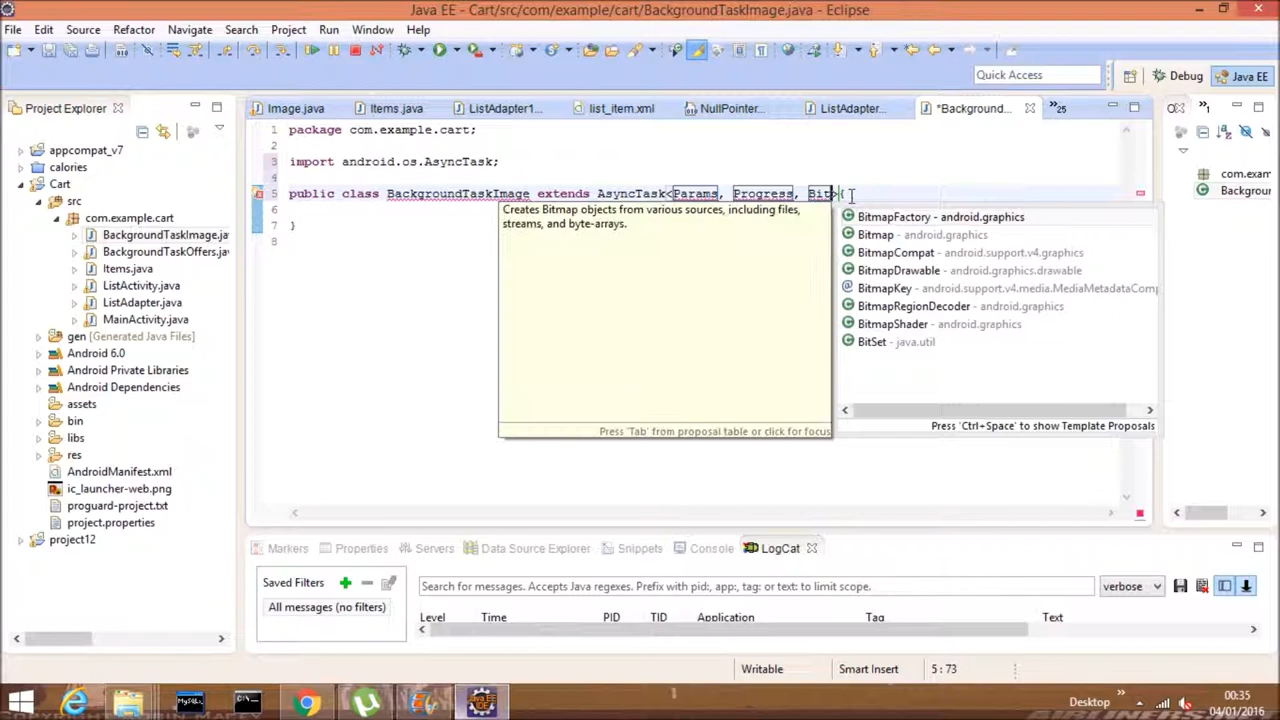 Java EE - Cart/src/com/example/cart/BackgroundTaskImage.java - Eclipse
File Edit Source Refactor Navigate Search Project Run Window Help
Quick Access Debug Java EE
Project Explorer
Image.java Items.java ListAdapter1... list_item.xml NullPointer... ListAdapter... *Background... »25
appcompat_v7
calories
Cart
src
com.example.cart
BackgroundTaskImage.ja
BackgroundTaskOffers.ja
Items.java
ListActivity.java
ListAdapter.java
MainActivity.java
gen [Generated Java Files]
Android 6.0
Android Private Libraries
Android Dependencies
assets
bin
libs
res
AndroidManifest.xml
ic_launcher-web.png
proguard-project.txt
project.properties
project12
1 package com.example.cart;
2
3 import android.os.AsyncTask;
4
5 public class BackgroundTaskImage extends AsyncTask<Params, Progress, Bit>{
6
7 }
8
Creates Bitmap objects from various sources, including files,
streams, and byte-arrays.
Press 'Tab' from proposal table or click for focus
BitmapFactory - android.graphics
Bitmap - android.graphics
BitmapCompat - android.support.v4.graphics
BitmapDrawable - android.graphics.drawable
BitmapKey - android.support.v4.media.MediaMetadataComp
BitmapRegionDecoder - android.graphics
BitmapShader - android.graphics
BitSet - java.util
Press 'Ctrl+Space' to show Template Proposals
»1
com.exam
Backgrour
Markers Properties Servers Data Source Explorer Snippets Console LogCat
Saved Filters
All messages (no filters)
Search for messages. Accepts Java regexes. Prefix with pid:, app:, tag: or text: to limit scope.
verbose
Level Time PID TID Application Tag Text
Writable Smart Insert 5 : 73
Desktop
00:35
04/01/2016